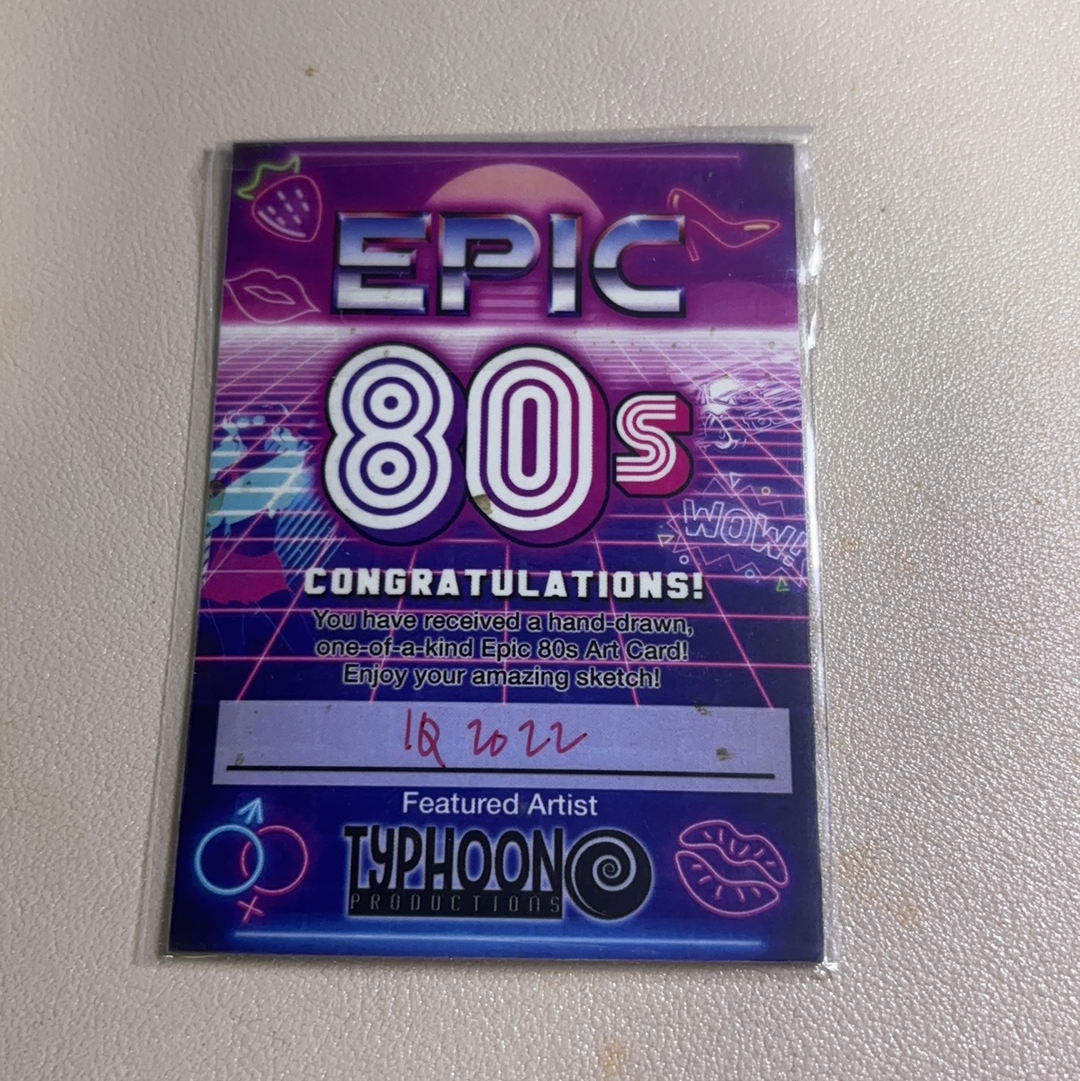 EPIC
80s
WOW!
CONGRATULATIONS!
You have received a hand-drawn,
one-of-a-kind Epic 80s Art Card!
Enjoy your amazing sketch!
IQ 2022
Featured Artist
TYPHOON
PRODUCTIONS